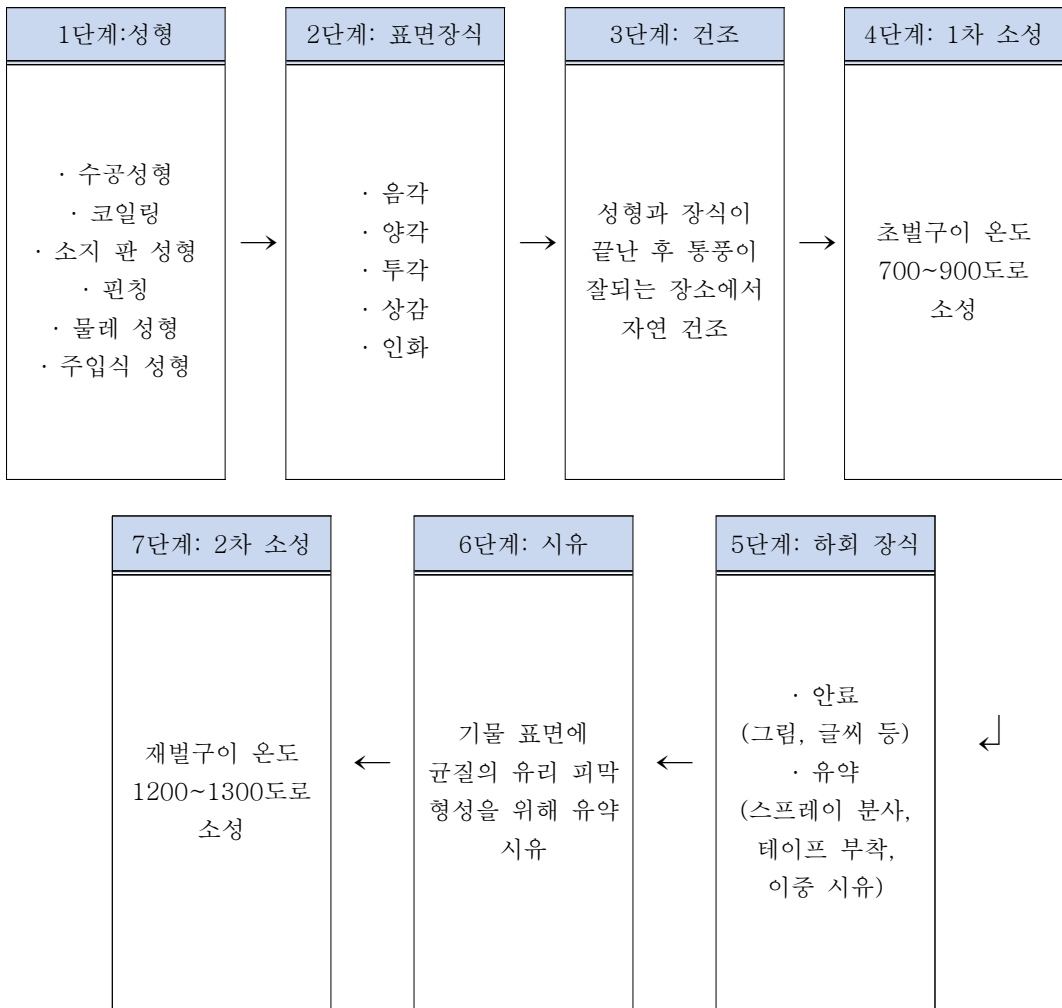 1단계:성형
· 수공성형
· 코일링
· 소지 판 성형
· 핀칭
· 물레 성형
· 주입식 성형
→
2단계: 표면장식
· 음각
· 양각
· 투각
· 상감
· 인화
→
3단계: 건조
성형과 장식이
끝난 후 통풍이
잘되는 장소에서
자연 건조
→
4단계: 1차 소성
초벌구이 온도
700~900도로
소성
5단계: 하회 장식
· 안료
(그림, 글씨 등)
· 유약
(스프레이 분사,
테이프 부착,
이중 시유)
←
6단계: 시유
기물 표면에
균질의 유리 피막
형성을 위해 유약
시유
←
7단계: 2차 소성
재벌구이 온도
1200~1300도로
소성